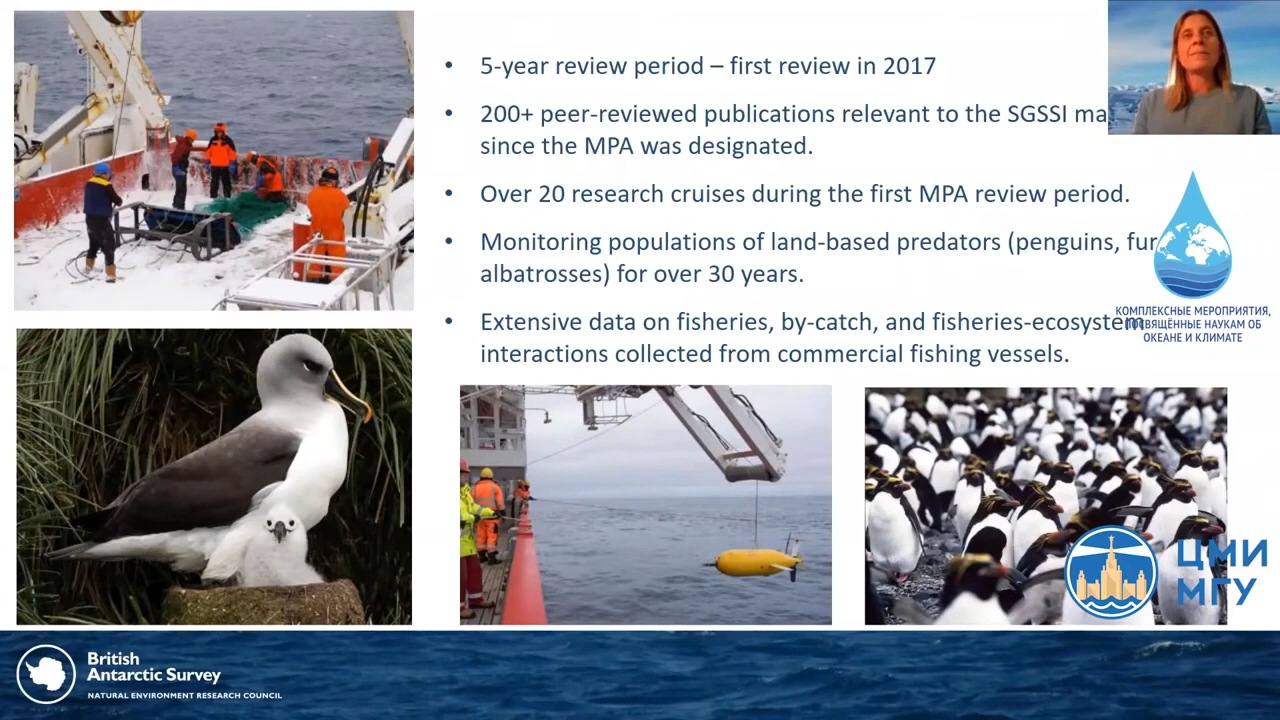 • 5-year review period – first review in 2017
• 200+ peer-reviewed publications relevant to the SGSSI ma
since the MPA was designated.
• Over 20 research cruises during the first MPA review period.
• Monitoring populations of land-based predators (penguins, fur
albatrosses) for over 30 years.
• Extensive data on fisheries, by-catch, and fisheries-ecosystem
interactions collected from commercial fishing vessels.
КОМПЛЕКСНЫЕ МЕРОПРИЯТИЯ,
ПОСВЯЩЁННЫЕ НАУКАМ ОБ
ОКЕАНЕ И КЛИМАТЕ
ЦМИ
МГУ
British
Antarctic Survey
NATURAL ENVIRONMENT RESEARCH COUNCIL